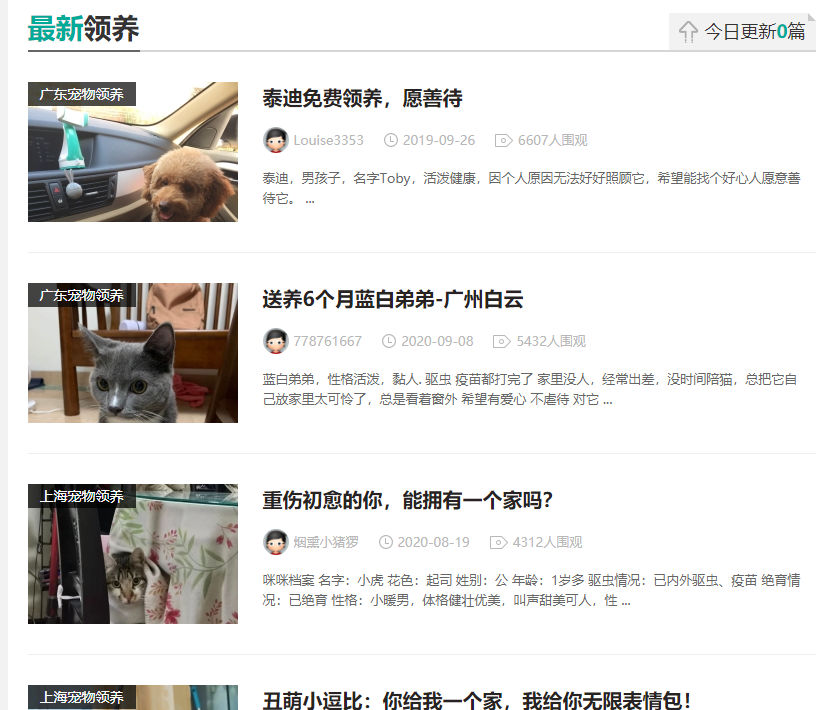 最新领养
今日更新0篇
广东宠物领养
泰迪免费领养，愿善待
Louise3353 2019-09-26 6607人围观
泰迪，男孩子，名字Toby，活泼健康，因个人原因无法好好照顾它，希望能找个好心人愿意善
待它。 ...
广东宠物领养
送养6个月蓝白弟弟-广州白云
778761667 2020-09-08 5432人围观
蓝白弟弟，性格活泼，黏人. 驱虫 疫苗都打完了 家里没人，经常出差，没时间陪猫，总把它自
己放家里太可怜了，总是看着窗外 希望有爱心 不虐待 对它 ...
上海宠物领养
重伤初愈的你，能拥有一个家吗？
烟熏小猪猡 2020-08-19 4312人围观
咪咪档案 名字：小虎 花色：起司 姓别：公 年龄：1岁多 驱虫情况：已内外驱虫、疫苗 绝育情
况：已绝育 性格：小暖男，体格健壮优美，叫声甜美可人，性 ...
上海宠物领养
丑萌小逗比：你给我一个家，我给你无限表情包！